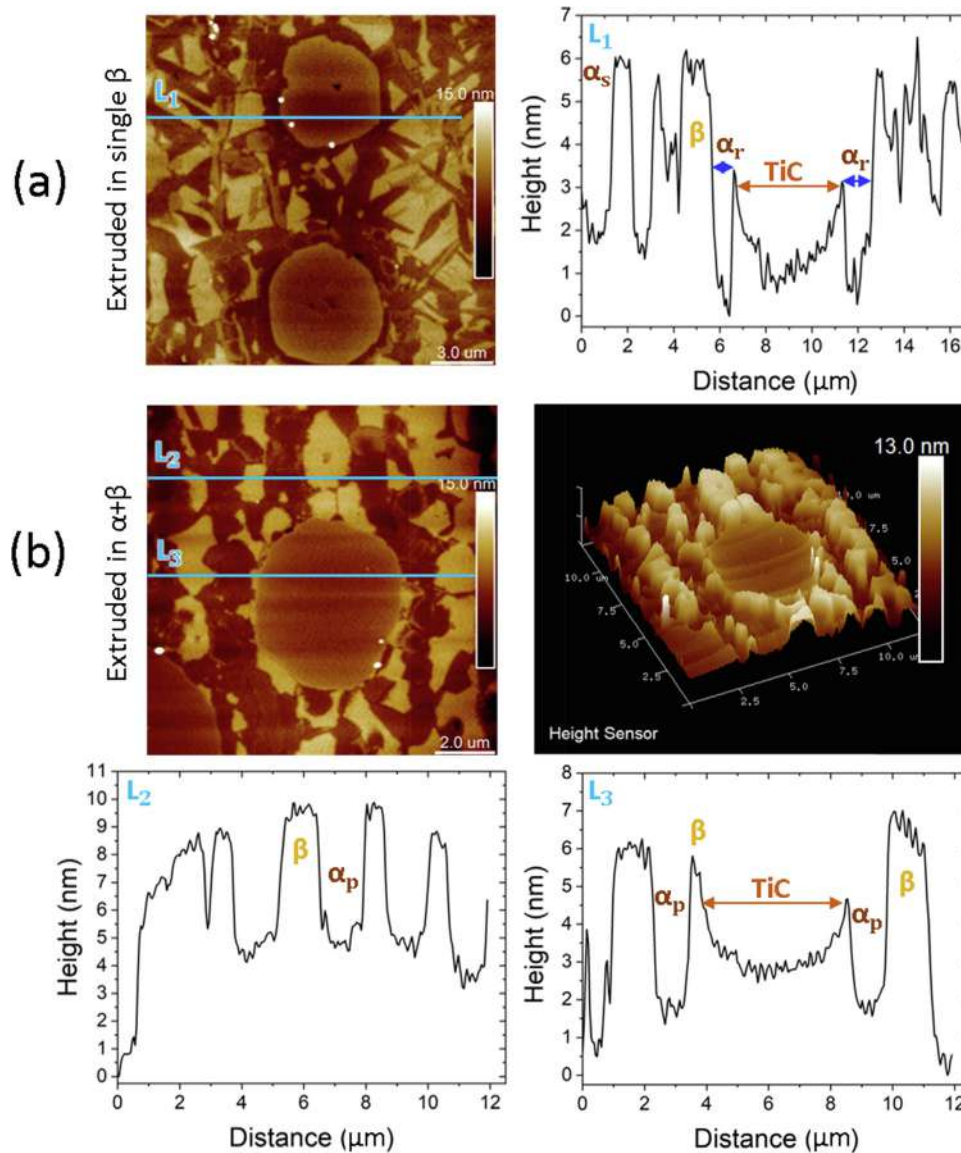 (a)
Extruded in single β
L1
15.0 nm
3.0 um
L1
αs
β
αr
TiC
αr
Height (nm)
7
6
5
4
3
2
1
0
0 2 4 6 8 10 12 14 16
Distance (μm)
(b)
Extruded in α+β
L2
15.0 nm
L3
2.0 um
13.0 nm
10.0 um
7.5
5.0
2.5
2.5
5.0
7.5
10.0 um
7.5
5.0
Height Sensor
L2
β
αp
Height (nm)
11
10
9
8
7
6
5
4
3
2
1
0
0 2 4 6 8 10 12
Distance (μm)
L3
β
αp
TiC
αp
β
Height (nm)
8
7
6
5
4
3
2
1
0
0 2 4 6 8 10 12
Distance (μm)